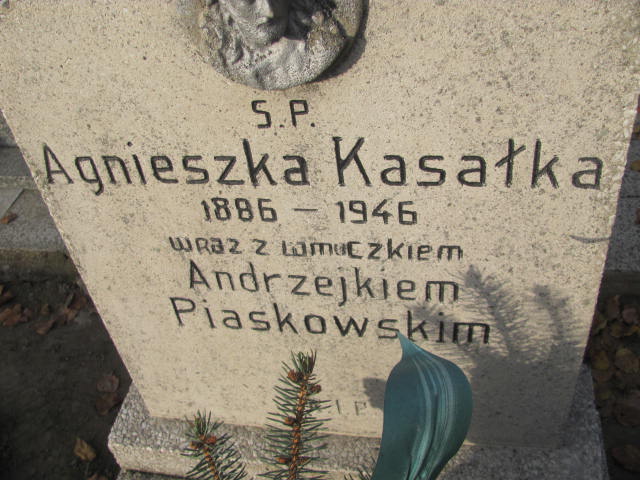 Ś.P.
Agnieszka Kasałka
1886 – 1946
wraz z wnuczkiem
Andrzejkiem
Piaskowskim